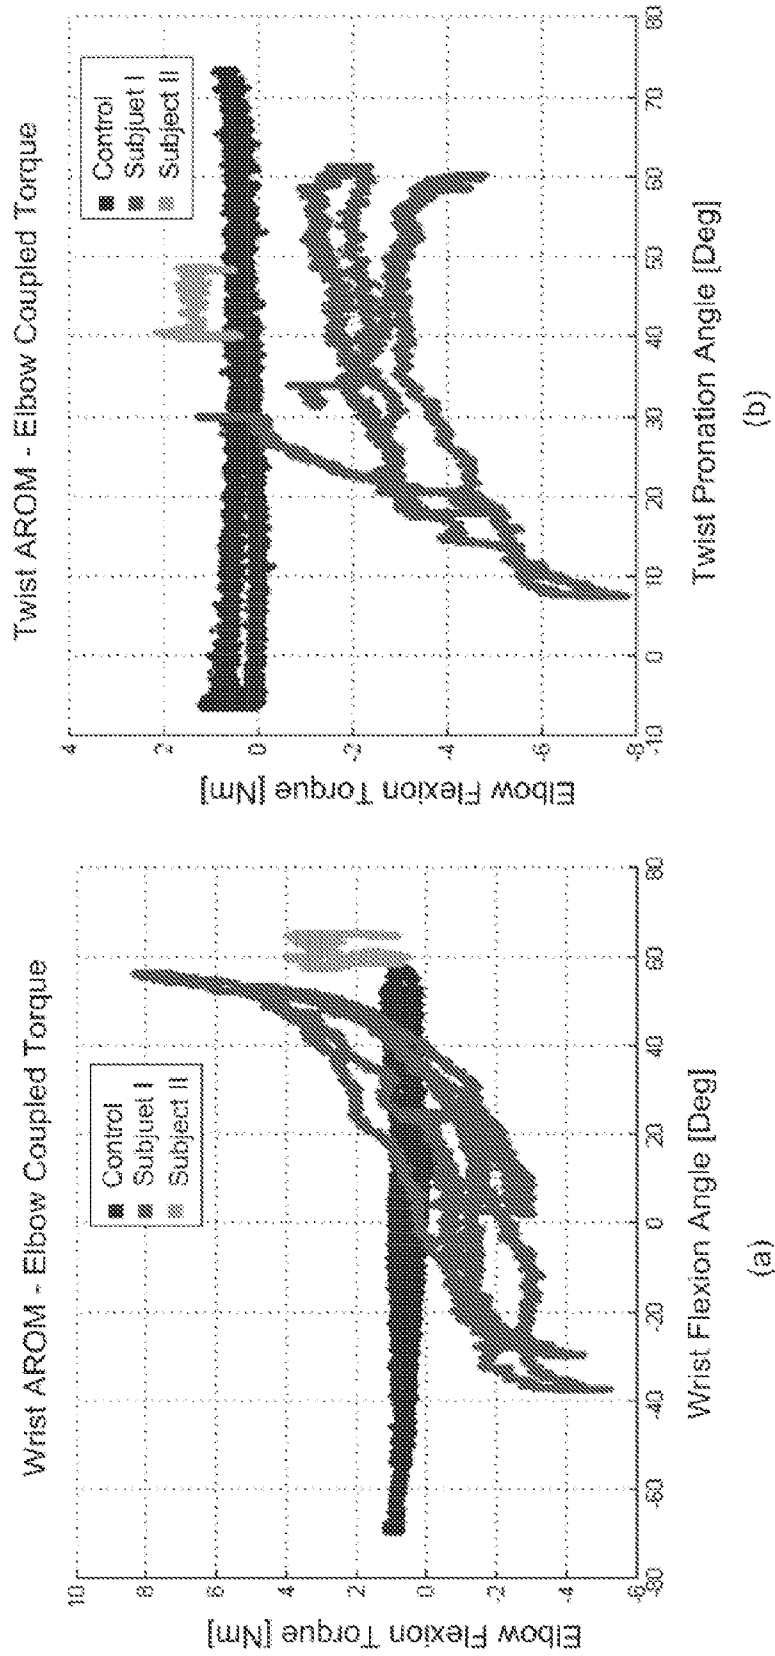 Wrist AROM - Elbow Coupled Torque
Control
Subjuet I
Subject II
Elbow Flexion Torque [Nm]
10
8
6
4
2
0
-2
-4
-6
-80
-60
-40
-20
0
20
40
60
80
Wrist Flexion Angle [Deg]
(a)
Twist AROM - Elbow Coupled Torque
Control
Subjuet I
Subject II
Elbow Flexion Torque [Nm]
4
2
0
-2
-4
-6
-8
-10
0
10
20
30
40
50
60
70
80
Twist Pronation Angle [Deg]
(b)